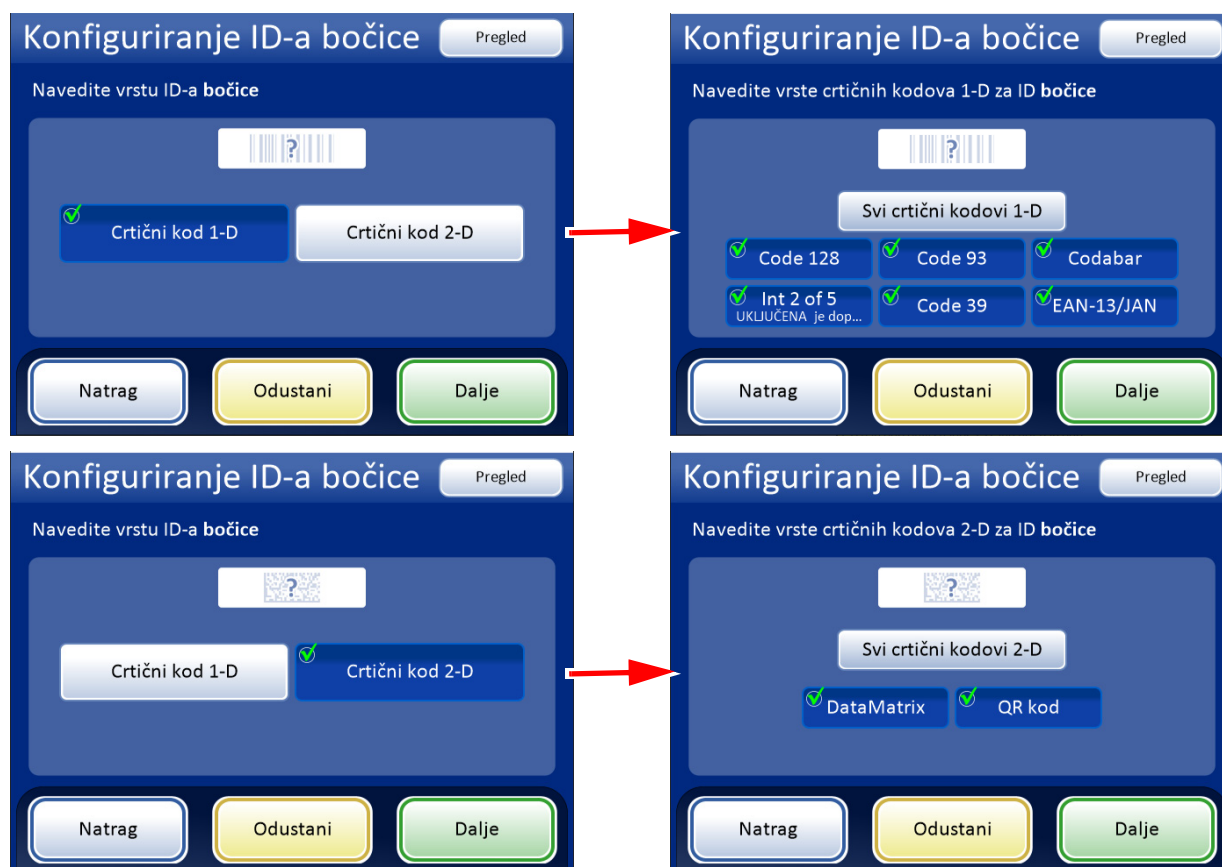 Konfiguriranje ID-a bočice
Pregled
Navedite vrstu ID-a bočice
?
Crtični kod 1-D
Crtični kod 2-D
Natrag
Odustani
Dalje
Konfiguriranje ID-a bočice
Pregled
Navedite vrste crtičnih kodova 1-D za ID bočice
?
Svi crtični kodovi 1-D
Code 128
Code 93
Codabar
Int 2 of 5
UKLJUČENA je dop...
Code 39
EAN-13/JAN
Natrag
Odustani
Dalje
Konfiguriranje ID-a bočice
Pregled
Navedite vrstu ID-a bočice
?
Crtični kod 1-D
Crtični kod 2-D
Natrag
Odustani
Dalje
Konfiguriranje ID-a bočice
Pregled
Navedite vrste crtičnih kodova 2-D za ID bočice
?
Svi crtični kodovi 2-D
DataMatrix
QR kod
Natrag
Odustani
Dalje